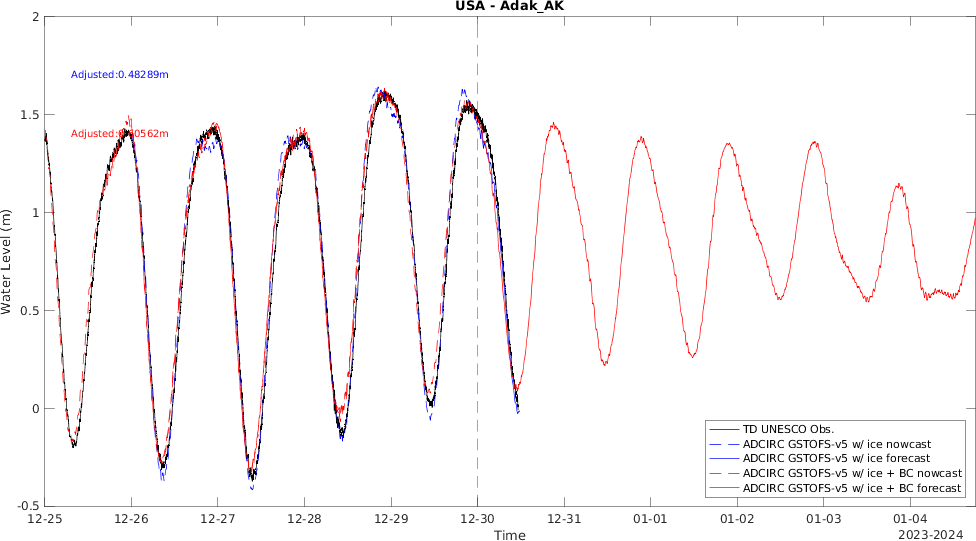 USA - Adak_AK
2
1.5
1
0.5
0
-0.5
Water Level (m)
Adjusted:0.48289m
12-25
12-26
12-27
12-28
12-29
12-30
12-31
01-01
01-02
01-03
01-04
Time
2023-2024
TD UNESCO Obs.
ADCIRC GSTOFS-v5 w/ ice nowcast
ADCIRC GSTOFS-v5 w/ ice forecast
ADCIRC GSTOFS-v5 w/ ice + BC nowcast
ADCIRC GSTOFS-v5 w/ ice + BC forecast